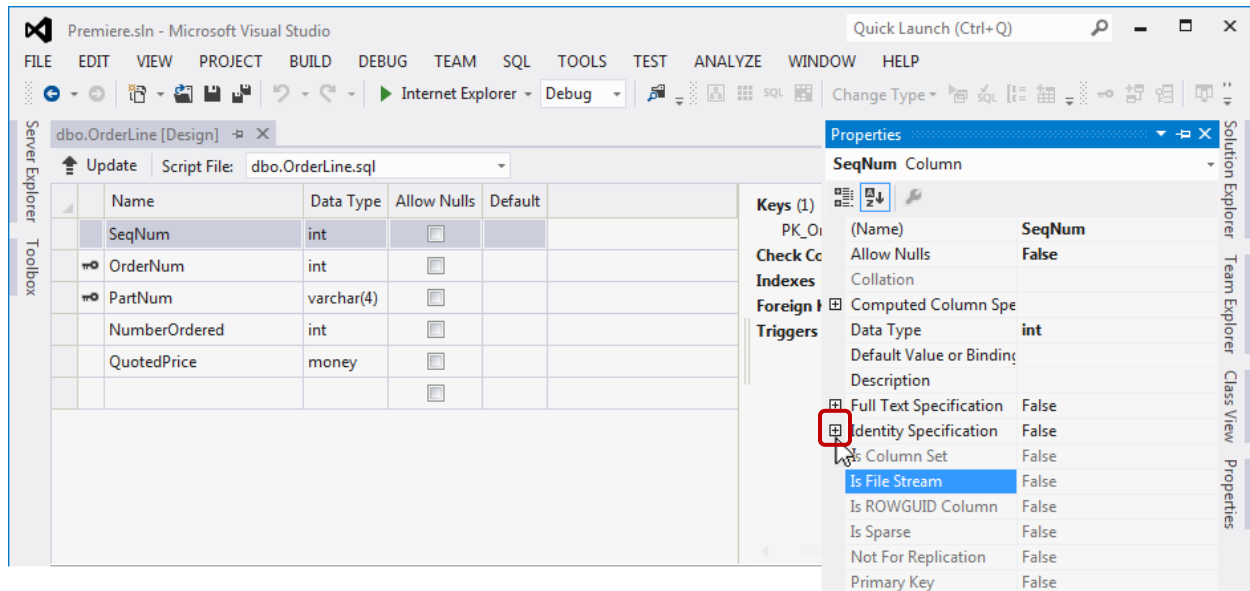 Premiere.sln - Microsoft Visual Studio
Quick Launch (Ctrl+Q)
FILE EDIT VIEW PROJECT BUILD DEBUG TEAM SQL TOOLS TEST ANALYZE WINDOW HELP
Internet Explorer Debug SQL Change Type SQL
Server Explorer
Toolbox
dbo.OrderLine [Design]
Update Script File: dbo.OrderLine.sql
Name Data Type Allow Nulls Default
SeqNum int
OrderNum int
PartNum varchar(4)
NumberOrdered int
QuotedPrice money
Keys (1)
PK_Or
Check Co
Indexes
Foreign K
Triggers
Properties
SeqNum Column
(Name) SeqNum
Allow Nulls False
Collation
Computed Column Spe
Data Type int
Default Value or Binding
Description
Full Text Specification False
Identity Specification False
Is Column Set False
Is File Stream False
Is ROWGUID Column False
Is Sparse False
Not For Replication False
Primary Key False
Solution Explorer
Team Explorer
Class View
Properties